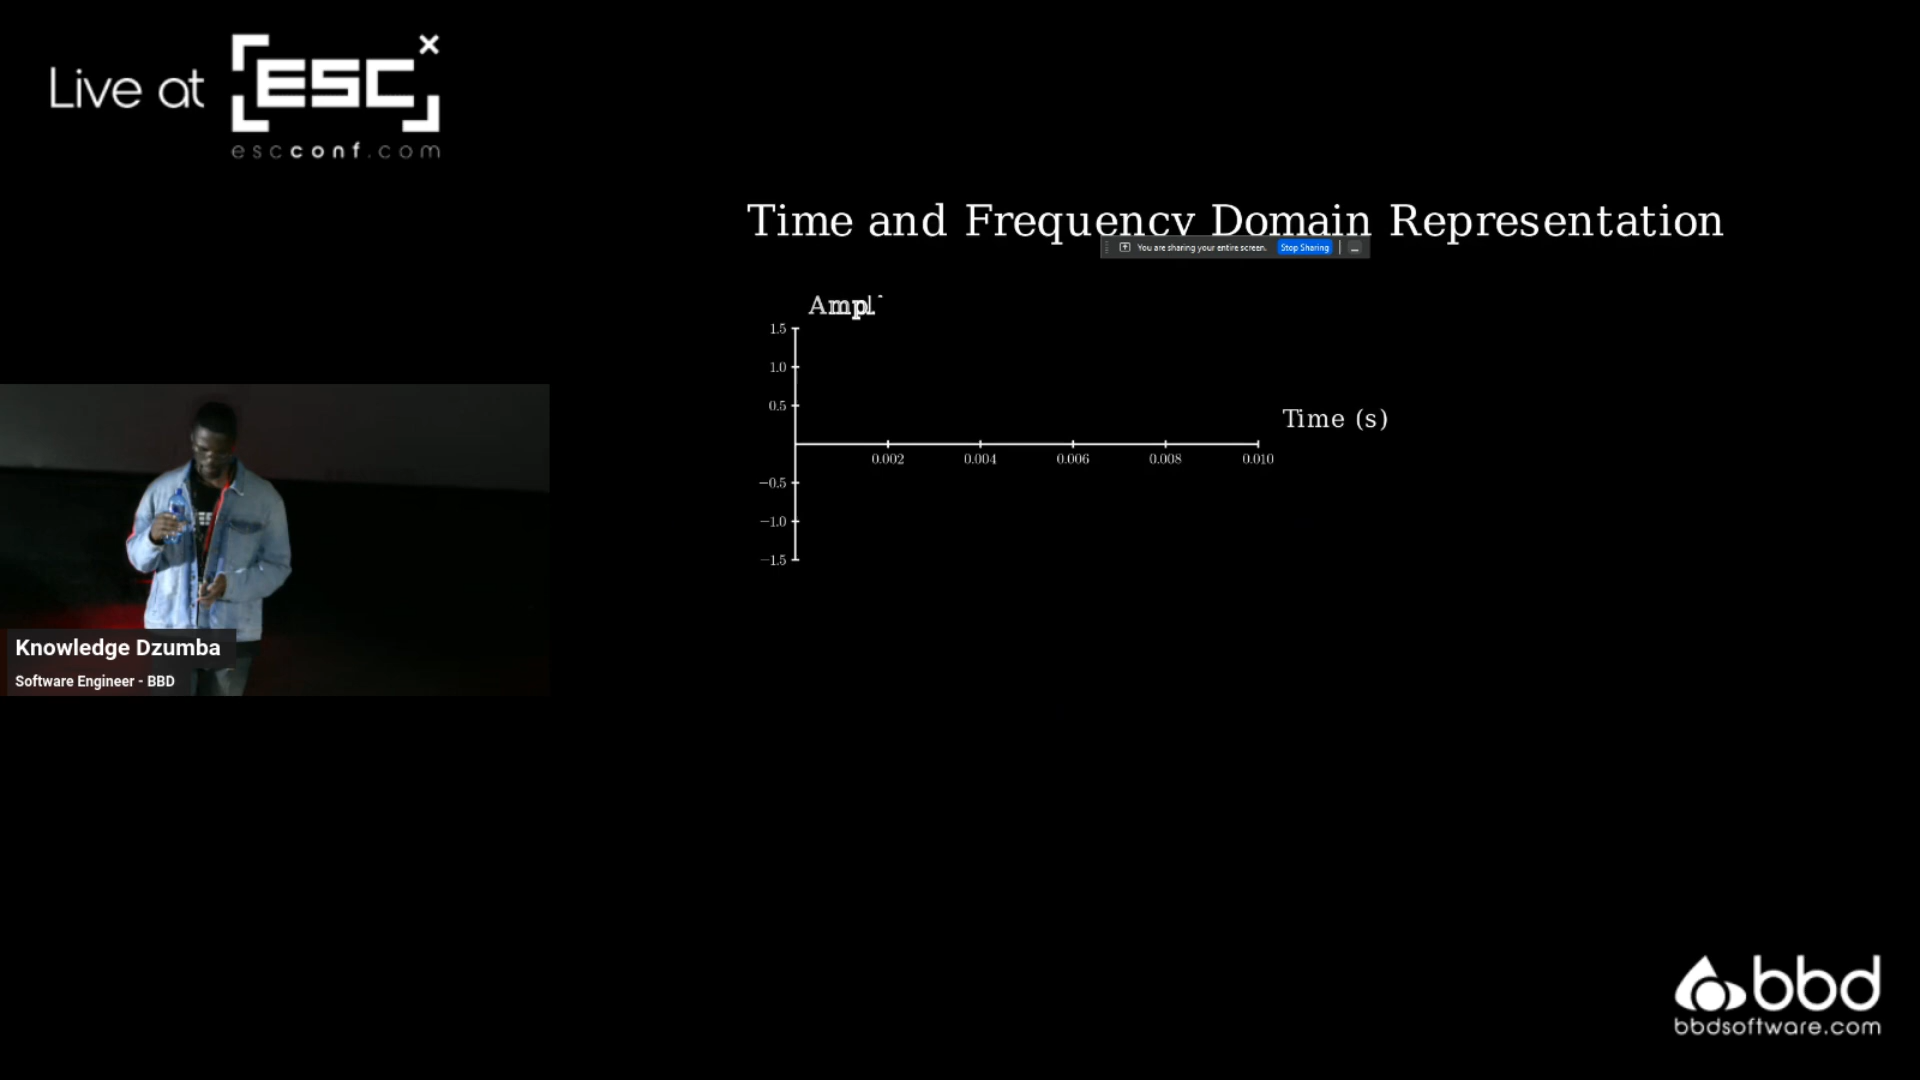 Live at ESC
escconf.com
Time and Frequency Domain Representation
You are sharing your entire screen. Stop Sharing
Ampl
1.5
1.0
0.5
Time (s)
0.002 0.004 0.006 0.008 0.010
−0.5
−1.0
−1.5
Knowledge Dzumba
Software Engineer - BBD
bbd
bbdsoftware.com